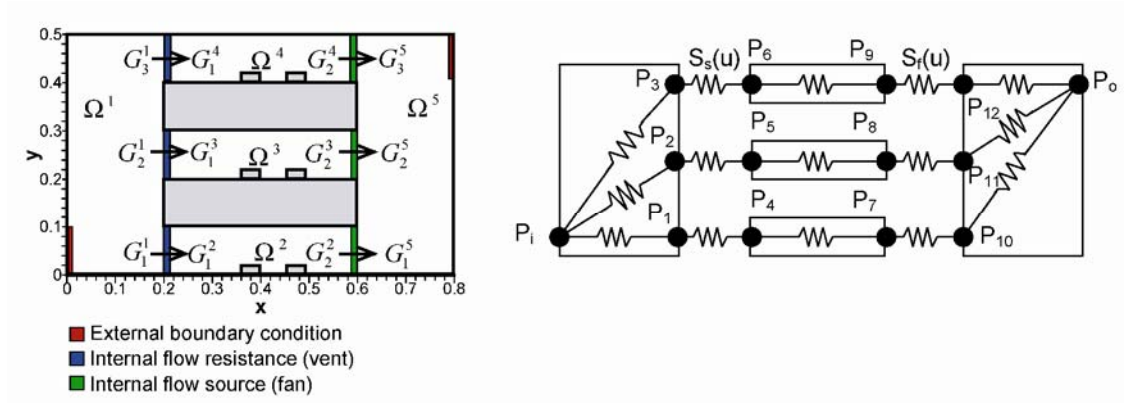 0.5
G₃¹ G₁⁴ Ω⁴ G₂⁴ G₃⁵
0.4
Ω¹ Ω⁵
0.3
y
G₂¹ G₁³ Ω³ G₂³ G₂⁵
0.2
0.1
G₁¹ G₁² Ω² G₂² G₁⁵
0
0 0.1 0.2 0.3 0.4 0.5 0.6 0.7 0.8
x
External boundary condition
Internal flow resistance (vent)
Internal flow source (fan)
P₃ Sₛ(u) P₆ P₉ S_f(u) Pₒ
P₁₂
P₂ P₅ P₈
P₁₁
P₁ P₄ P₇
Pᵢ P₁₀